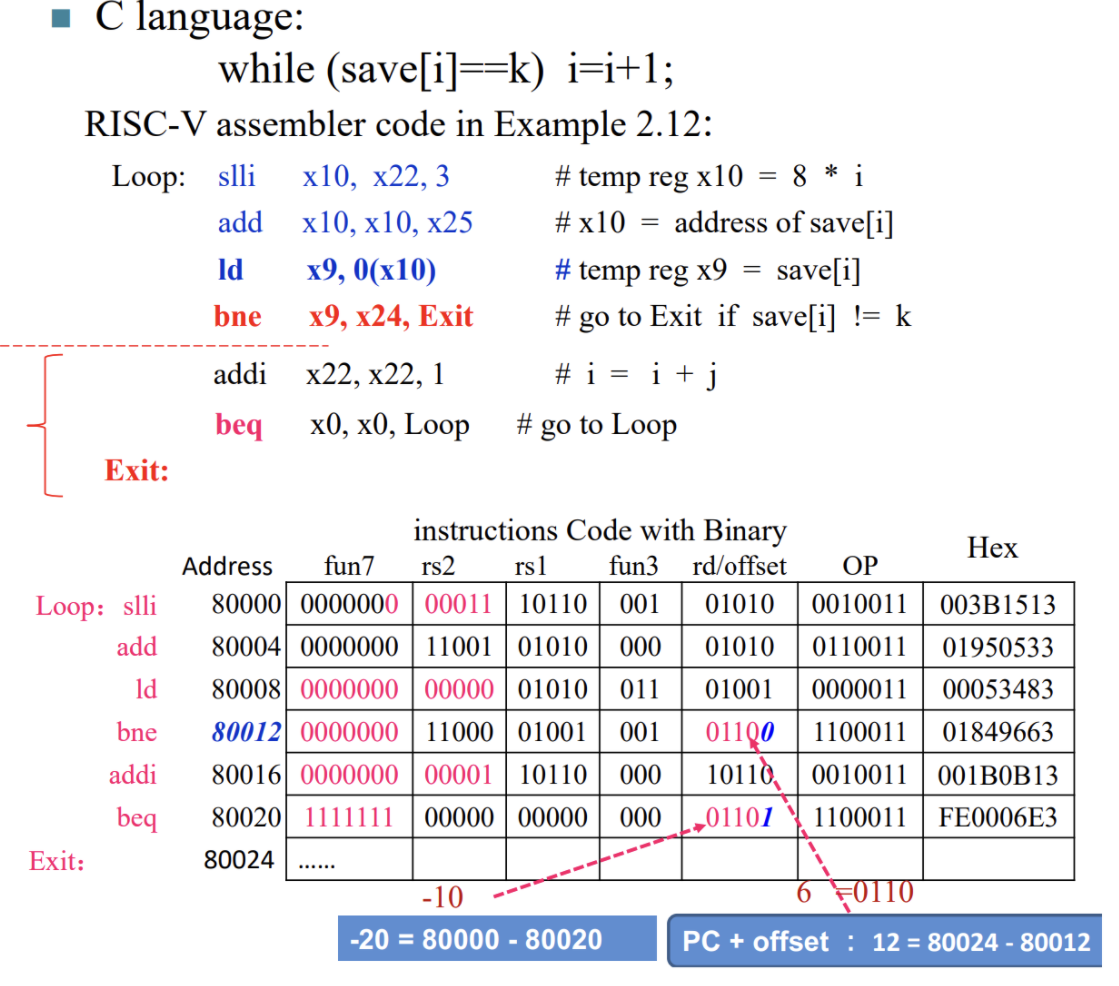 ■ C language:
while (save[i]==k) i=i+1;
RISC-V assembler code in Example 2.12:
Loop: slli x10, x22, 3 # temp reg x10 = 8 * i
add x10, x10, x25 # x10 = address of save[i]
ld x9, 0(x10) # temp reg x9 = save[i]
bne x9, x24, Exit # go to Exit if save[i] != k
addi x22, x22, 1 # i = i + j
beq x0, x0, Loop # go to Loop
Exit:
instructions Code with Binary
Address fun7 rs2 rs1 fun3 rd/offset OP Hex
Loop: slli 80000 0000000 00011 10110 001 01010 0010011 003B1513
add 80004 0000000 11001 01010 000 01010 0110011 01950533
ld 80008 0000000 00000 01010 011 01001 0000011 00053483
bne 80012 0000000 11000 01001 001 01100 1100011 01849663
addi 80016 0000000 00001 10110 000 10110 0010011 001B0B13
beq 80020 1111111 00000 00000 000 01101 1100011 FE0006E3
Exit: 80024 ......
-10 6 =0110
-20 = 80000 - 80020 PC + offset : 12 = 80024 - 80012